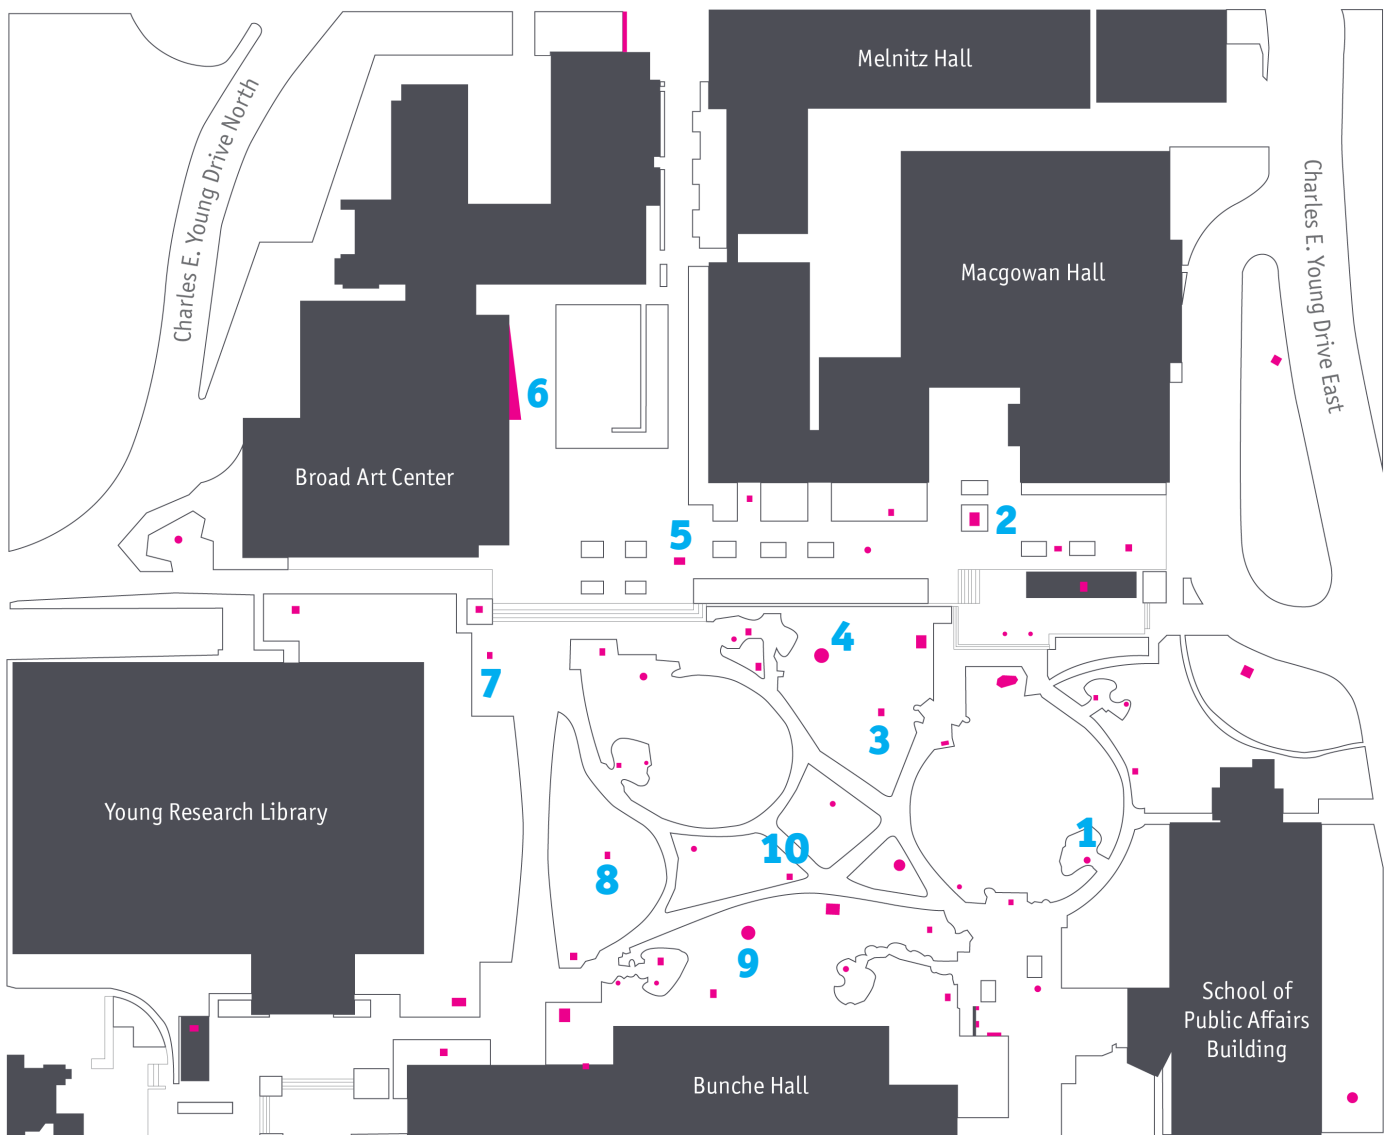 Melnitz Hall
Charles E. Young Drive North
Macgowan Hall
Charles E. Young Drive East
6
Broad Art Center
2
5
4
7
3
Young Research Library
1
10
8
9
School of
Public Affairs
Building
Bunche Hall